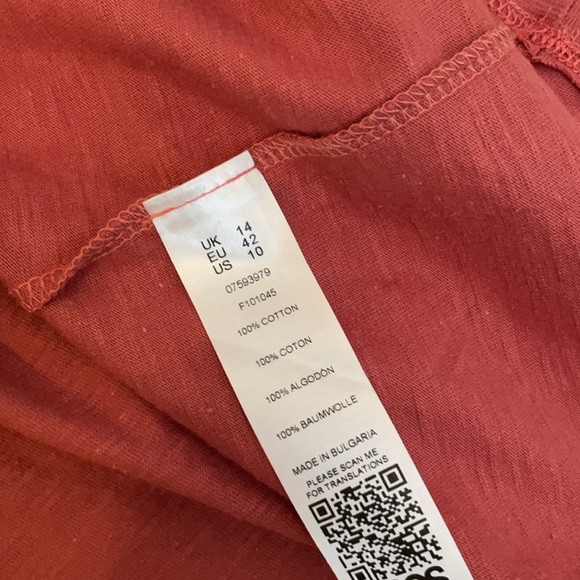 UK 14
EU 42
US 10
07593979
F101045
100% COTTON
100% COTON
100% ALGODÓN
100% BAUMWOLLE
MADE IN BULGARIA
PLEASE SCAN ME
FOR TRANSLATIONS